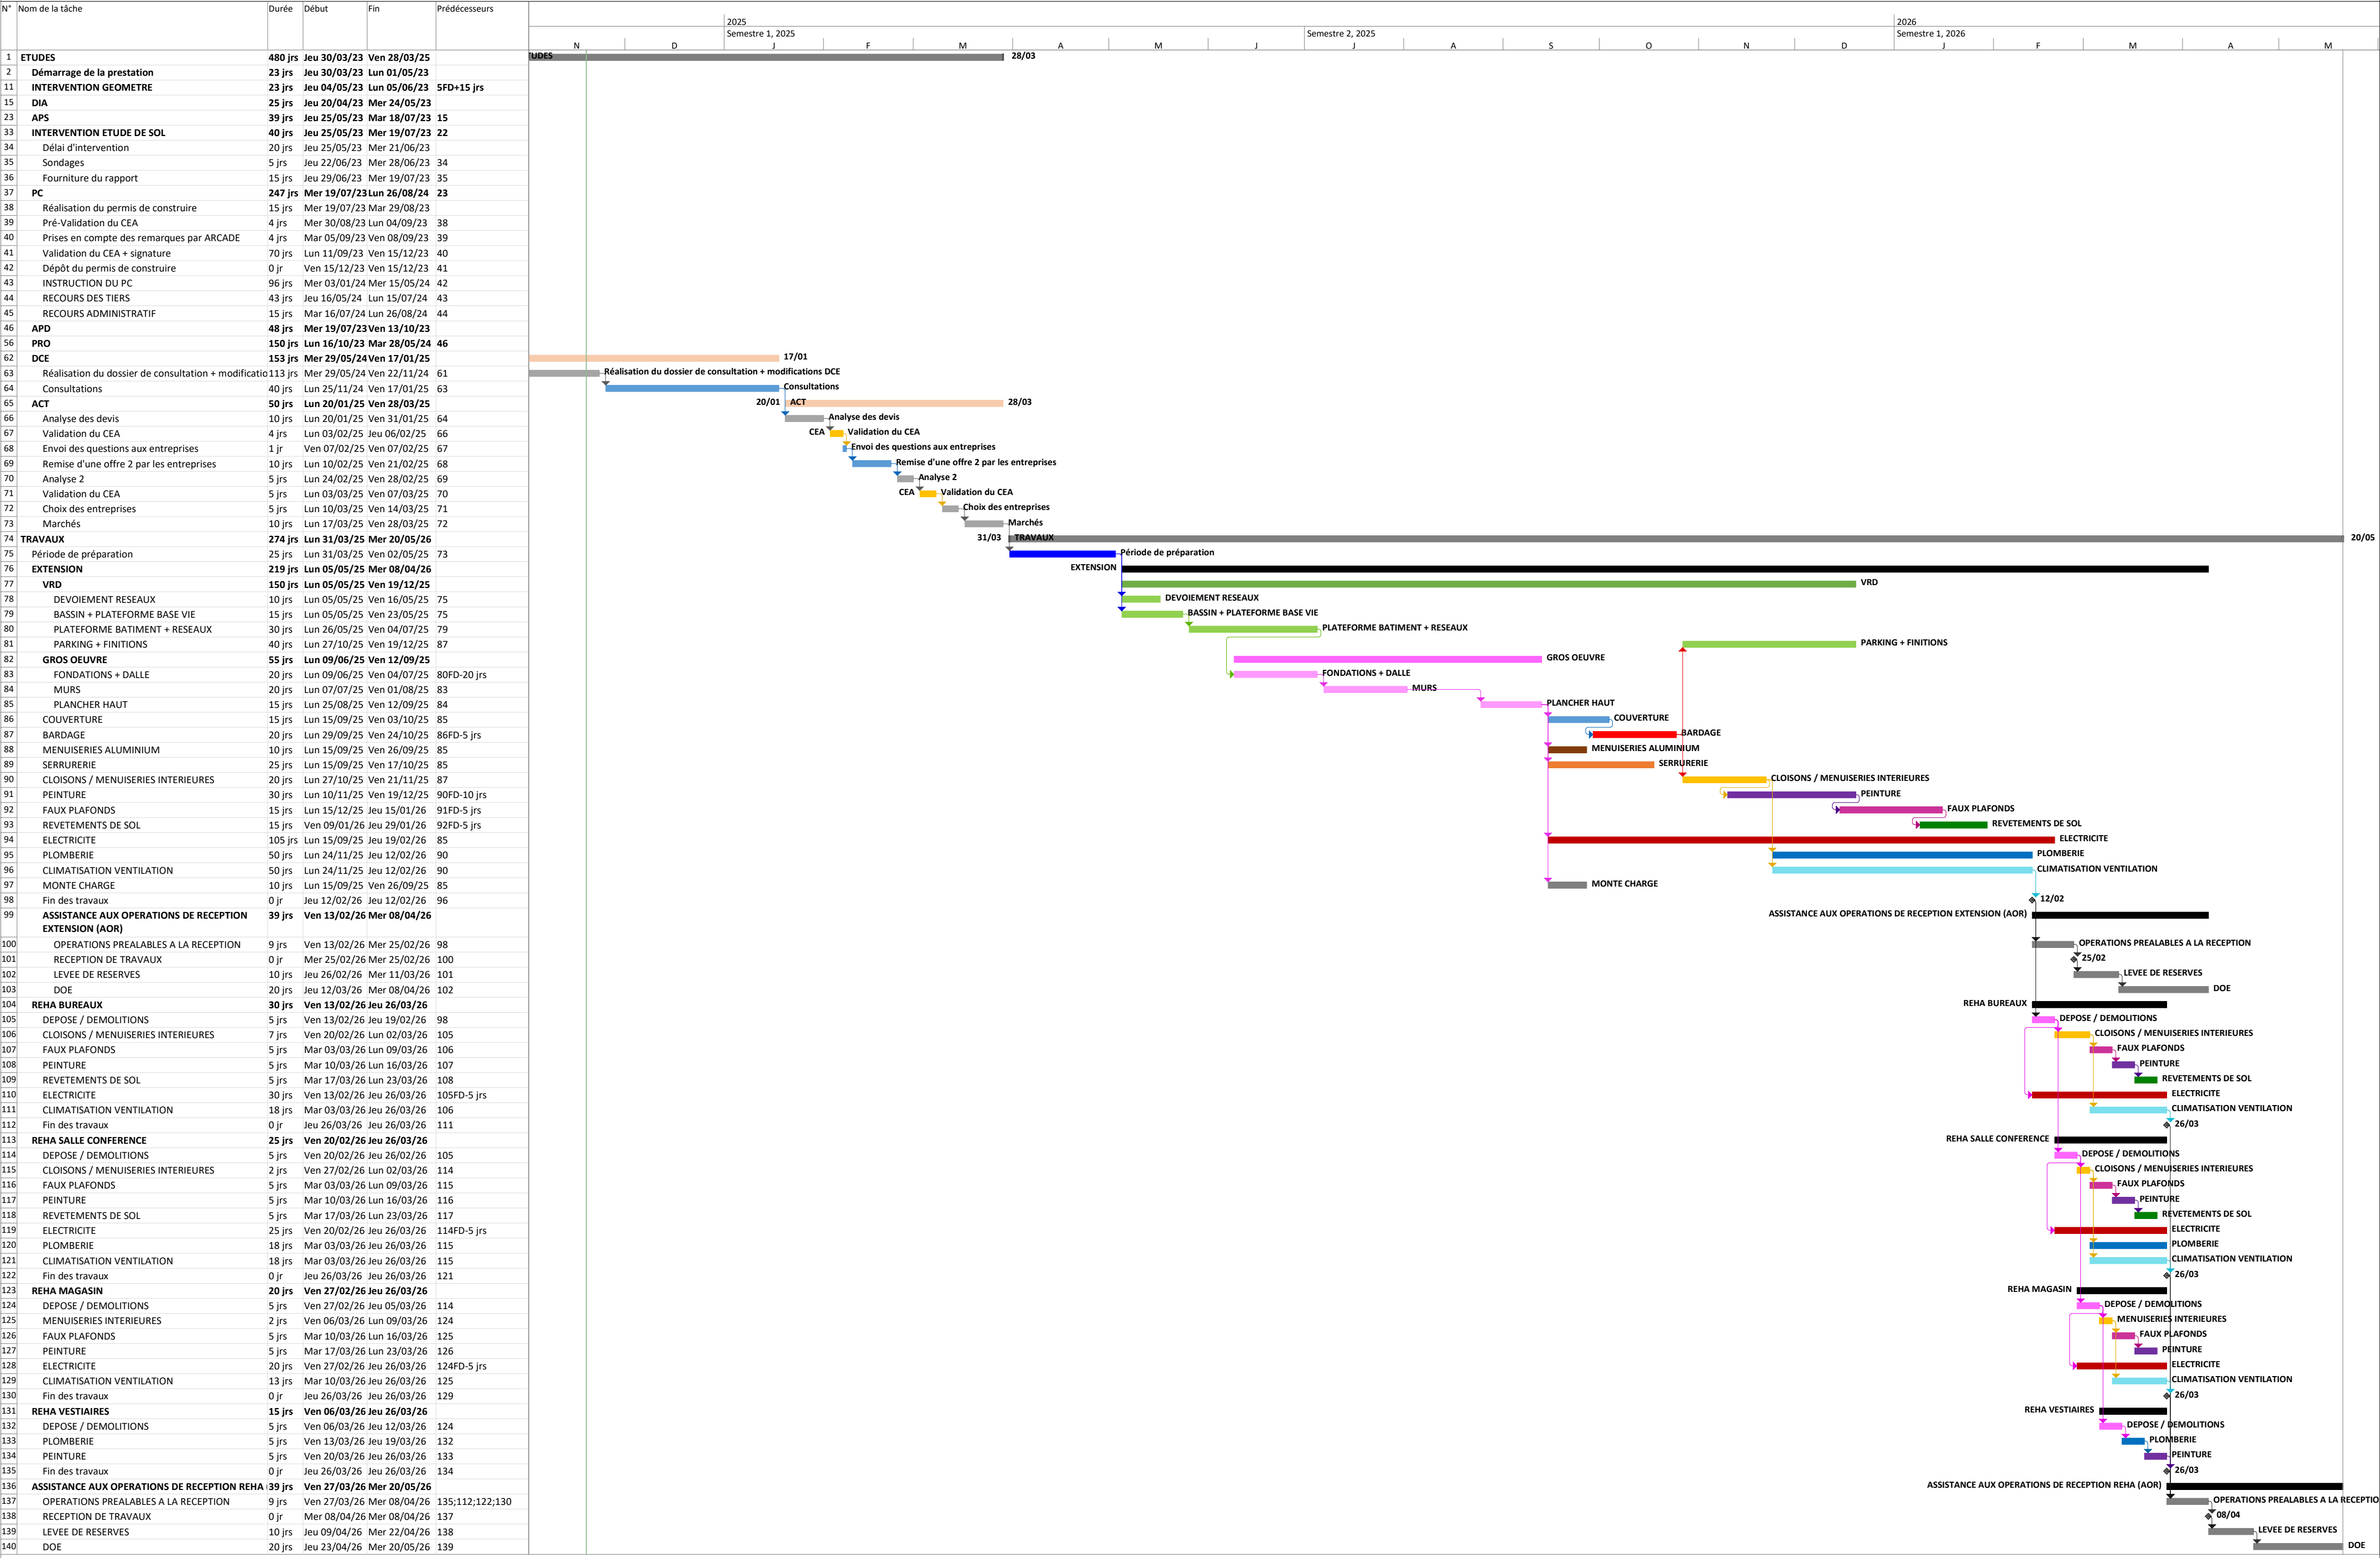 N° Nom de la tâche Durée Début Fin Prédécesseurs
2025 2026
Semestre 1, 2025 Semestre 2, 2025 Semestre 1, 2026
N D J F M A M J J A S O N D J F M A M
1 ETUDES 480 jrs Jeu 30/03/23 Ven 28/03/25 UDES 28/03
2 Démarrage de la prestation 23 jrs Jeu 30/03/23 Lun 01/05/23
11 INTERVENTION GEOMETRE 23 jrs Jeu 04/05/23 Lun 05/06/23 5FD+15 jrs
15 DIA 25 jrs Jeu 20/04/23 Mer 24/05/23
23 APS 39 jrs Jeu 25/05/23 Mar 18/07/23 15
33 INTERVENTION ETUDE DE SOL 40 jrs Jeu 25/05/23 Mer 19/07/23 22
34 Délai d'intervention 20 jrs Jeu 25/05/23 Mer 21/06/23
35 Sondages 5 jrs Jeu 22/06/23 Mer 28/06/23 34
36 Fourniture du rapport 15 jrs Jeu 29/06/23 Mer 19/07/23 35
37 PC 247 jrs Mer 19/07/23 Lun 26/08/24 23
38 Réalisation du permis de construire 15 jrs Mer 19/07/23 Mar 29/08/23
39 Pré-Validation du CEA 4 jrs Mer 30/08/23 Lun 04/09/23 38
40 Prises en compte des remarques par ARCADE 4 jrs Mar 05/09/23 Ven 08/09/23 39
41 Validation du CEA + signature 70 jrs Lun 11/09/23 Ven 15/12/23 40
42 Dépôt du permis de construire 0 jr Ven 15/12/23 Ven 15/12/23 41
43 INSTRUCTION DU PC 96 jrs Mer 03/01/24 Mer 15/05/24 42
44 RECOURS DES TIERS 43 jrs Jeu 16/05/24 Lun 15/07/24 43
45 RECOURS ADMINISTRATIF 15 jrs Mar 16/07/24 Lun 26/08/24 44
46 APD 48 jrs Mer 19/07/23 Ven 13/10/23
56 PRO 150 jrs Lun 16/10/23 Mar 28/05/24 46
62 DCE 153 jrs Mer 29/05/24 Ven 17/01/25 17/01
63 Réalisation du dossier de consultation + modificatio 113 jrs Mer 29/05/24 Ven 22/11/24 61 Réalisation du dossier de consultation + modifications DCE
64 Consultations 40 jrs Lun 25/11/24 Ven 17/01/25 63 Consultations
65 ACT 50 jrs Lun 20/01/25 Ven 28/03/25 20/01 ACT 28/03
66 Analyse des devis 10 jrs Lun 20/01/25 Ven 31/01/25 64 Analyse des devis
67 Validation du CEA 4 jrs Lun 03/02/25 Jeu 06/02/25 66 CEA Validation du CEA
68 Envoi des questions aux entreprises 1 jr Ven 07/02/25 Ven 07/02/25 67 Envoi des questions aux entreprises
69 Remise d'une offre 2 par les entreprises 10 jrs Lun 10/02/25 Ven 21/02/25 68 Remise d'une offre 2 par les entreprises
70 Analyse 2 5 jrs Lun 24/02/25 Ven 28/02/25 69 Analyse 2
71 Validation du CEA 5 jrs Lun 03/03/25 Ven 07/03/25 70 CEA Validation du CEA
72 Choix des entreprises 5 jrs Lun 10/03/25 Ven 14/03/25 71 Choix des entreprises
73 Marchés 10 jrs Lun 17/03/25 Ven 28/03/25 72 Marchés
74 TRAVAUX 274 jrs Lun 31/03/25 Mer 20/05/26 31/03 TRAVAUX 20/05
75 Période de préparation 25 jrs Lun 31/03/25 Ven 02/05/25 73 Période de préparation
76 EXTENSION 219 jrs Lun 05/05/25 Mer 08/04/26 EXTENSION
77 VRD 150 jrs Lun 05/05/25 Ven 19/12/25 VRD
78 DEVOIEMENT RESEAUX 10 jrs Lun 05/05/25 Ven 16/05/25 75 DEVOIEMENT RESEAUX
79 BASSIN + PLATEFORME BASE VIE 15 jrs Lun 05/05/25 Ven 23/05/25 75 BASSIN + PLATEFORME BASE VIE
80 PLATEFORME BATIMENT + RESEAUX 30 jrs Lun 26/05/25 Ven 04/07/25 79 PLATEFORME BATIMENT + RESEAUX
81 PARKING + FINITIONS 40 jrs Lun 27/10/25 Ven 19/12/25 87 PARKING + FINITIONS
82 GROS OEUVRE 55 jrs Lun 09/06/25 Ven 12/09/25 GROS OEUVRE
83 FONDATIONS + DALLE 20 jrs Lun 09/06/25 Ven 04/07/25 80FD-20 jrs FONDATIONS + DALLE
84 MURS 20 jrs Lun 07/07/25 Ven 01/08/25 83 MURS
85 PLANCHER HAUT 15 jrs Lun 25/08/25 Ven 12/09/25 84 PLANCHER HAUT
86 COUVERTURE 15 jrs Lun 15/09/25 Ven 03/10/25 85 COUVERTURE
87 BARDAGE 20 jrs Lun 29/09/25 Ven 24/10/25 86FD-5 jrs BARDAGE
88 MENUISERIES ALUMINIUM 10 jrs Lun 15/09/25 Ven 26/09/25 85 MENUISERIES ALUMINIUM
89 SERRURERIE 25 jrs Lun 15/09/25 Ven 17/10/25 85 SERRURERIE
90 CLOISONS / MENUISERIES INTERIEURES 20 jrs Lun 27/10/25 Ven 21/11/25 87 CLOISONS / MENUISERIES INTERIEURES
91 PEINTURE 30 jrs Lun 10/11/25 Ven 19/12/25 90FD-10 jrs PEINTURE
92 FAUX PLAFONDS 15 jrs Lun 15/12/25 Jeu 15/01/26 91FD-5 jrs FAUX PLAFONDS
93 REVETEMENTS DE SOL 15 jrs Ven 09/01/26 Jeu 29/01/26 92FD-5 jrs REVETEMENTS DE SOL
94 ELECTRICITE 105 jrs Lun 15/09/25 Jeu 19/02/26 85 ELECTRICITE
95 PLOMBERIE 50 jrs Lun 24/11/25 Jeu 12/02/26 90 PLOMBERIE
96 CLIMATISATION VENTILATION 50 jrs Lun 24/11/25 Jeu 12/02/26 90 CLIMATISATION VENTILATION
97 MONTE CHARGE 10 jrs Lun 15/09/25 Ven 26/09/25 85 MONTE CHARGE
98 Fin des travaux 0 jr Jeu 12/02/26 Jeu 12/02/26 96 12/02
99 ASSISTANCE AUX OPERATIONS DE RECEPTION 39 jrs Ven 13/02/26 Mer 08/04/26 ASSISTANCE AUX OPERATIONS DE RECEPTION EXTENSION (AOR)
EXTENSION (AOR)
100 OPERATIONS PREALABLES A LA RECEPTION 9 jrs Ven 13/02/26 Mer 25/02/26 98 OPERATIONS PREALABLES A LA RECEPTION
101 RECEPTION DE TRAVAUX 0 jr Mer 25/02/26 Mer 25/02/26 100 25/02
102 LEVEE DE RESERVES 10 jrs Jeu 26/02/26 Mer 11/03/26 101 LEVEE DE RESERVES
103 DOE 20 jrs Jeu 12/03/26 Mer 08/04/26 102 DOE
104 REHA BUREAUX 30 jrs Ven 13/02/26 Jeu 26/03/26 REHA BUREAUX
105 DEPOSE / DEMOLITIONS 5 jrs Ven 13/02/26 Jeu 19/02/26 98 DEPOSE / DEMOLITIONS
106 CLOISONS / MENUISERIES INTERIEURES 7 jrs Ven 20/02/26 Lun 02/03/26 105 CLOISONS / MENUISERIES INTERIEURES
107 FAUX PLAFONDS 5 jrs Mar 03/03/26 Lun 09/03/26 106 FAUX PLAFONDS
108 PEINTURE 5 jrs Mar 10/03/26 Lun 16/03/26 107 PEINTURE
109 REVETEMENTS DE SOL 5 jrs Mar 17/03/26 Lun 23/03/26 108 REVETEMENTS DE SOL
110 ELECTRICITE 30 jrs Ven 13/02/26 Jeu 26/03/26 105FD-5 jrs ELECTRICITE
111 CLIMATISATION VENTILATION 18 jrs Mar 03/03/26 Jeu 26/03/26 106 CLIMATISATION VENTILATION
112 Fin des travaux 0 jr Jeu 26/03/26 Jeu 26/03/26 111 26/03
113 REHA SALLE CONFERENCE 25 jrs Ven 20/02/26 Jeu 26/03/26 REHA SALLE CONFERENCE
114 DEPOSE / DEMOLITIONS 5 jrs Ven 20/02/26 Jeu 26/02/26 105 DEPOSE / DEMOLITIONS
115 CLOISONS / MENUISERIES INTERIEURES 2 jrs Ven 27/02/26 Lun 02/03/26 114 CLOISONS / MENUISERIES INTERIEURES
116 FAUX PLAFONDS 5 jrs Mar 03/03/26 Lun 09/03/26 115 FAUX PLAFONDS
117 PEINTURE 5 jrs Mar 10/03/26 Lun 16/03/26 116 PEINTURE
118 REVETEMENTS DE SOL 5 jrs Mar 17/03/26 Lun 23/03/26 117 REVETEMENTS DE SOL
119 ELECTRICITE 25 jrs Ven 20/02/26 Jeu 26/03/26 114FD-5 jrs ELECTRICITE
120 PLOMBERIE 18 jrs Mar 03/03/26 Jeu 26/03/26 115 PLOMBERIE
121 CLIMATISATION VENTILATION 18 jrs Mar 03/03/26 Jeu 26/03/26 115 CLIMATISATION VENTILATION
122 Fin des travaux 0 jr Jeu 26/03/26 Jeu 26/03/26 121 26/03
123 REHA MAGASIN 20 jrs Ven 27/02/26 Jeu 26/03/26 REHA MAGASIN
124 DEPOSE / DEMOLITIONS 5 jrs Ven 27/02/26 Jeu 05/03/26 114 DEPOSE / DEMOLITIONS
125 MENUISERIES INTERIEURES 2 jrs Ven 06/03/26 Lun 09/03/26 124 MENUISERIES INTERIEURES
126 FAUX PLAFONDS 5 jrs Mar 10/03/26 Lun 16/03/26 125 FAUX PLAFONDS
127 PEINTURE 5 jrs Mar 17/03/26 Lun 23/03/26 126 PEINTURE
128 ELECTRICITE 20 jrs Ven 27/02/26 Jeu 26/03/26 124FD-5 jrs ELECTRICITE
129 CLIMATISATION VENTILATION 13 jrs Mar 10/03/26 Jeu 26/03/26 125 CLIMATISATION VENTILATION
130 Fin des travaux 0 jr Jeu 26/03/26 Jeu 26/03/26 129 26/03
131 REHA VESTIAIRES 15 jrs Ven 06/03/26 Jeu 26/03/26 REHA VESTIAIRES
132 DEPOSE / DEMOLITIONS 5 jrs Ven 06/03/26 Jeu 12/03/26 124 DEPOSE / DEMOLITIONS
133 PLOMBERIE 5 jrs Ven 13/03/26 Jeu 19/03/26 132 PLOMBERIE
134 PEINTURE 5 jrs Ven 20/03/26 Jeu 26/03/26 133 PEINTURE
135 Fin des travaux 0 jr Jeu 26/03/26 Jeu 26/03/26 134 26/03
136 ASSISTANCE AUX OPERATIONS DE RECEPTION REHA ( 39 jrs Ven 27/03/26 Mer 20/05/26 ASSISTANCE AUX OPERATIONS DE RECEPTION REHA (AOR)
137 OPERATIONS PREALABLES A LA RECEPTION 9 jrs Ven 27/03/26 Mer 08/04/26 135;112;122;130 OPERATIONS PREALABLES A LA RECEPTIO
138 RECEPTION DE TRAVAUX 0 jr Mer 08/04/26 Mer 08/04/26 137 08/04
139 LEVEE DE RESERVES 10 jrs Jeu 09/04/26 Mer 22/04/26 138 LEVEE DE RESERVES
140 DOE 20 jrs Jeu 23/04/26 Mer 20/05/26 139 DOE